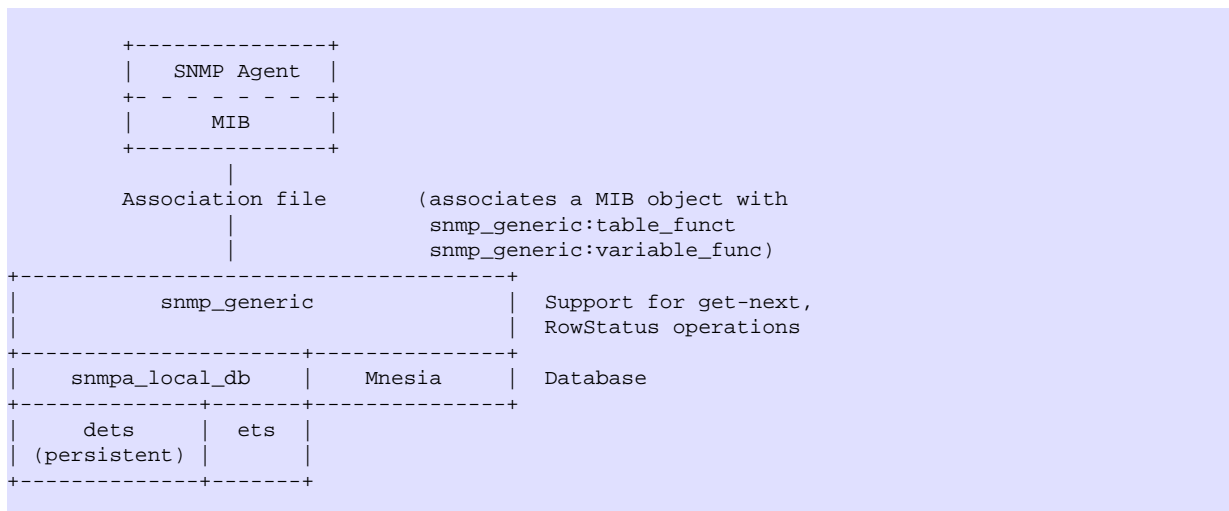 SNMP Agent
MIB
Association file (associates a MIB object with
snmp_generic:table_funct
snmp_generic:variable_func)
snmp_generic Support for get-next,
RowStatus operations
snmpa_local_db Mnesia Database
dets ets
(persistent)